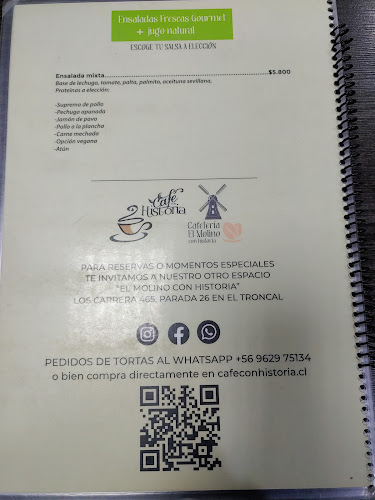 Ensaladas Frescas Gourmet
+ jugo natural
ESCOGE TU SALSA A ELECCIÓN
Ensalada mixta...$5.800
Base de lechuga, tomate, palta, palmito, aceituna sevillana,
Proteínas a elección:
-Suprema de pollo
-Pechuga apanada
-Jamón de pavo
-Pollo a la plancha
-Carne mechada
-Opción vegana
-Atún
Café con Historia
Cafetería
El Molino
con historia
PARA RESERVAS O MOMENTOS ESPECIALES
TE INVITAMOS A NUESTRO OTRO ESPACIO
"EL MOLINO CON HISTORIA"
LOS CARRERA 465, PARADA 26 EN EL TRONCAL
PEDIDOS DE TORTAS AL WHATSAPP +56 9629 75134
o bien compra directamente en cafeconhistoria.cl